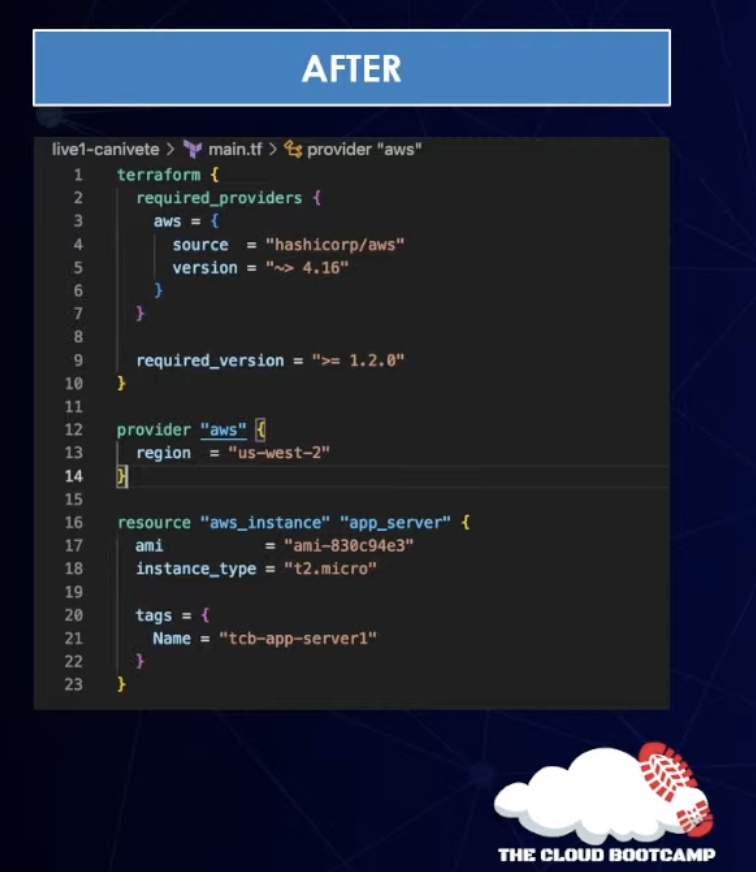 AFTER
live1-canivete > main.tf > provider "aws"
1 terraform {
2   required_providers {
3     aws = {
4       source  = "hashicorp/aws"
5       version = "~> 4.16"
6     }
7   }
8
9   required_version = ">= 1.2.0"
10 }
11
12 provider "aws" {
13   region  = "us-west-2"
14 }
15
16 resource "aws_instance" "app_server" {
17   ami           = "ami-830c94e3"
18   instance_type = "t2.micro"
19
20   tags = {
21     Name = "tcb-app-server1"
22   }
23 }
THE CLOUD BOOTCAMP